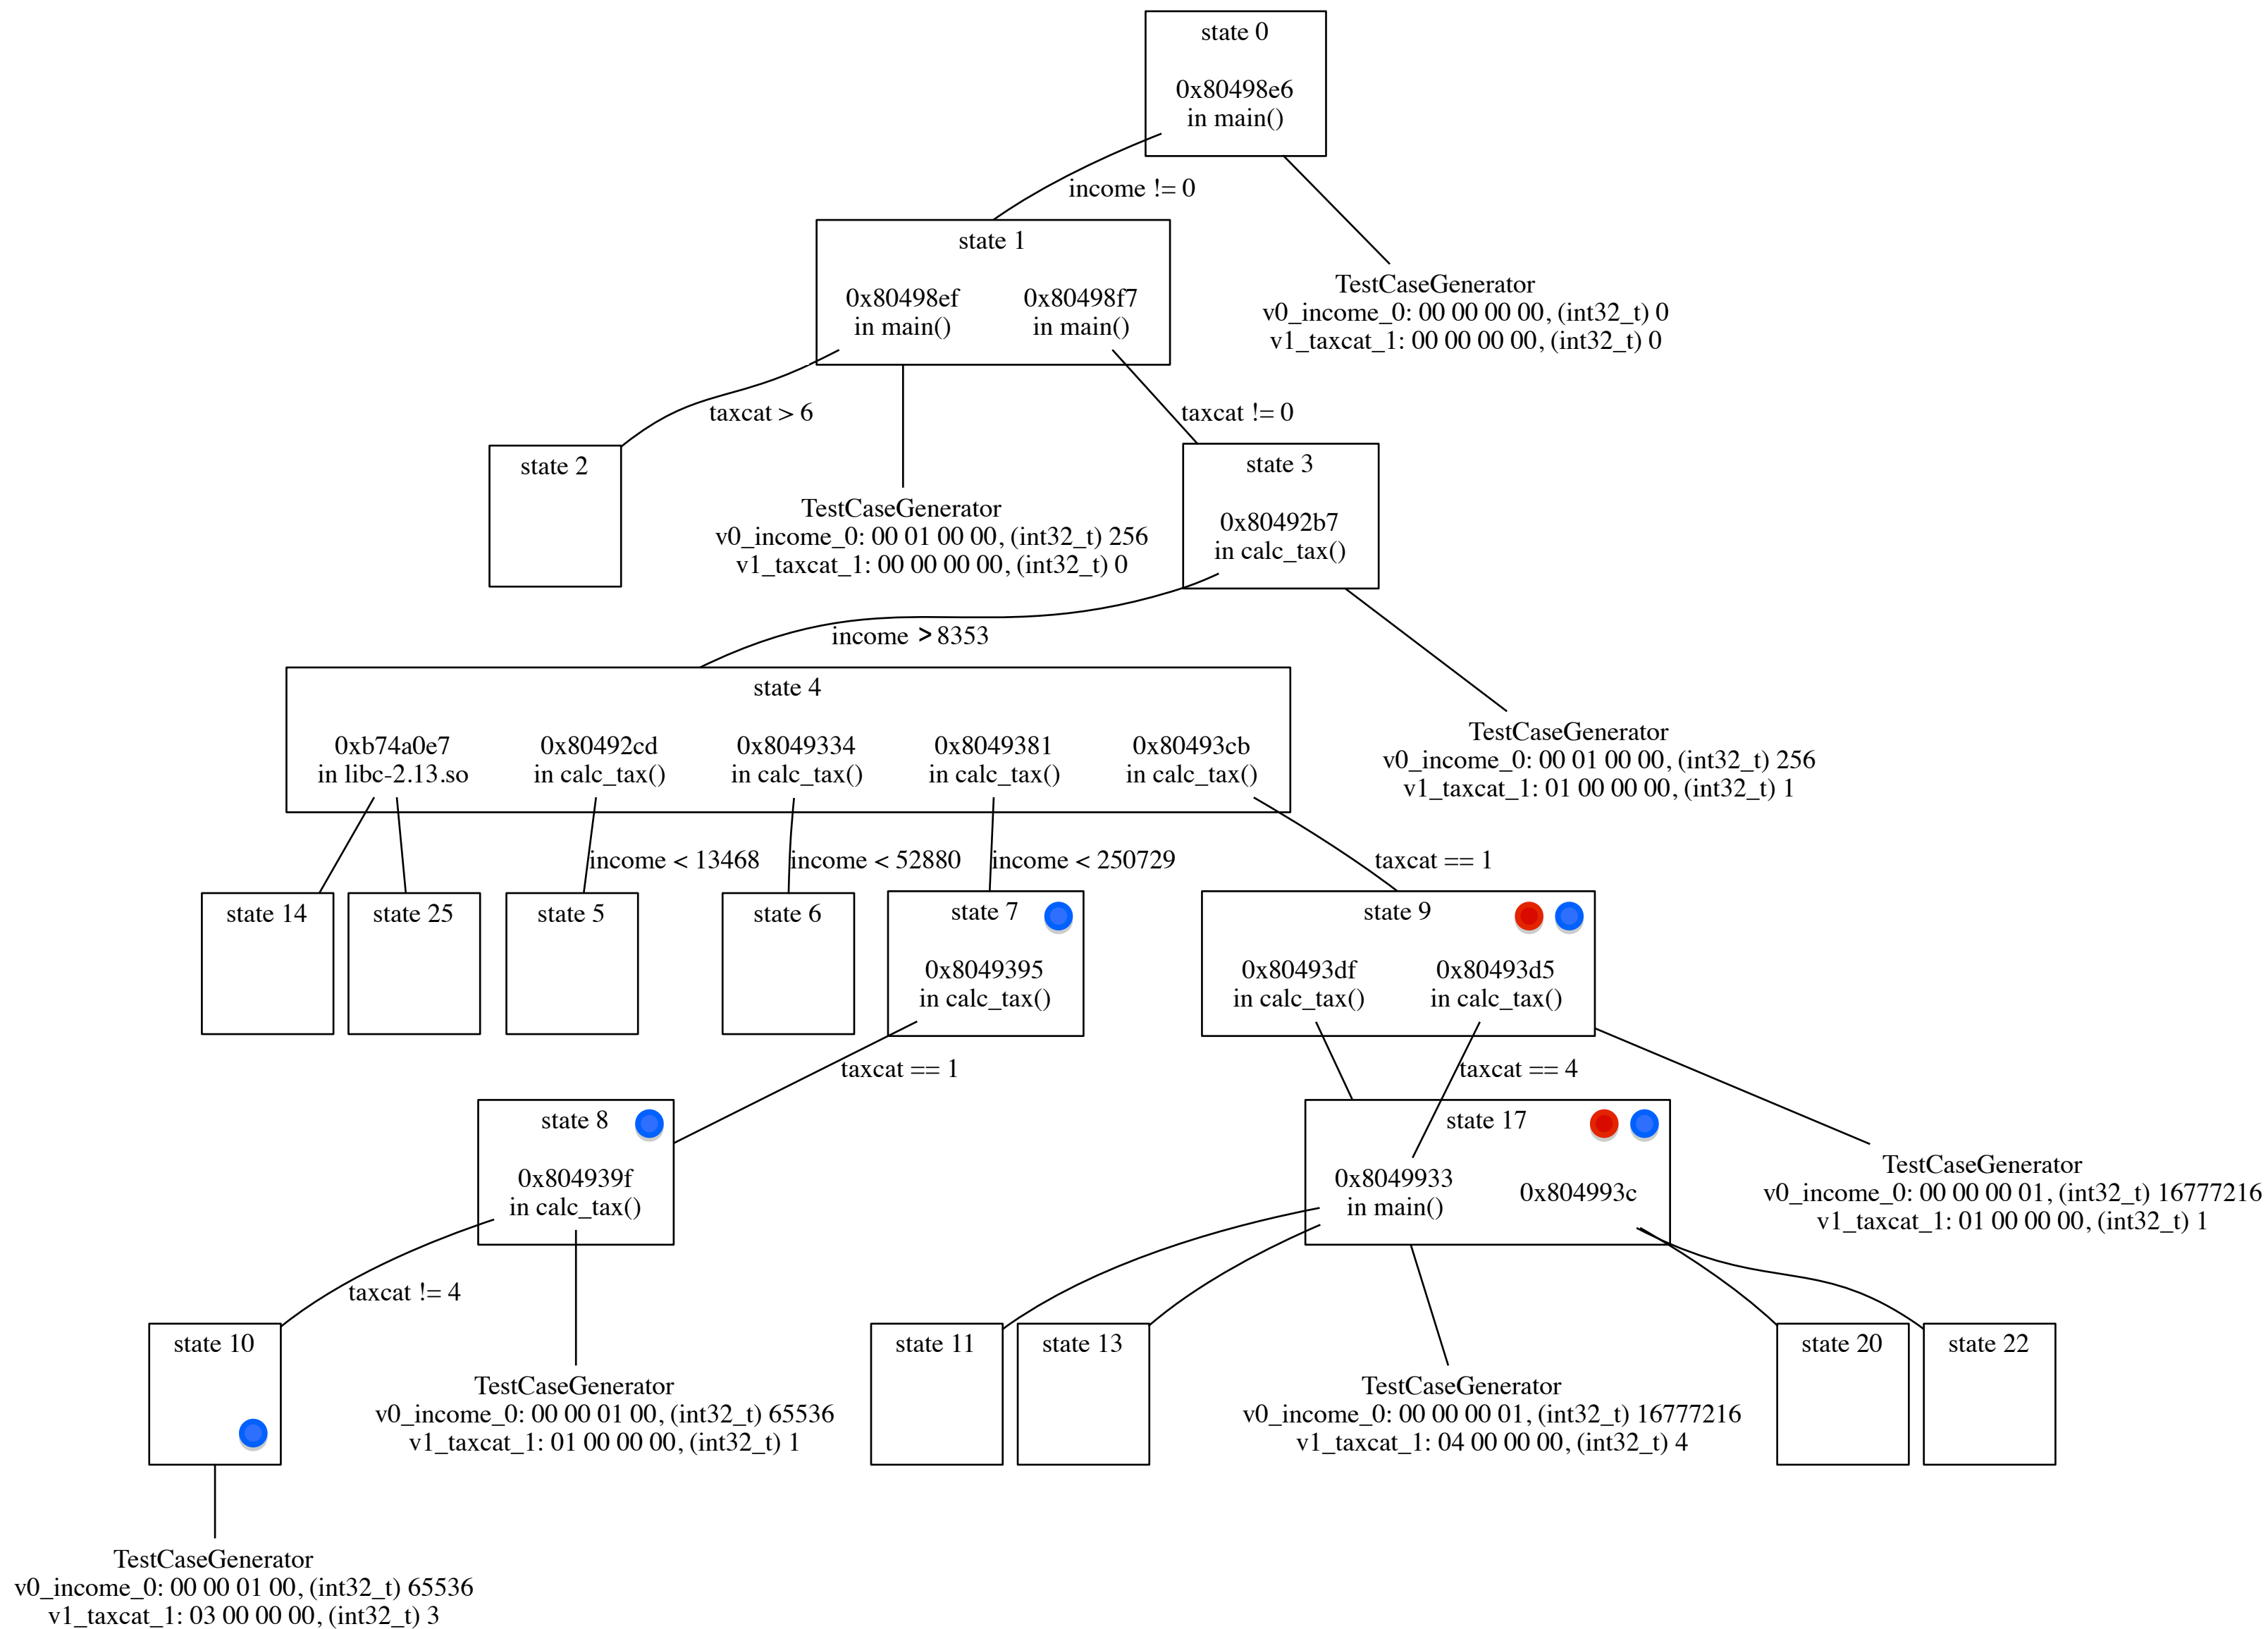 state 0
0x80498e6
in main()
income != 0
state 1
0x80498ef
in main()
0x80498f7
in main()
TestCaseGenerator
v0_income_0: 00 00 00 00, (int32_t) 0
v1_taxcat_1: 00 00 00 00, (int32_t) 0
taxcat > 6
taxcat != 0
state 2
TestCaseGenerator
v0_income_0: 00 01 00 00, (int32_t) 256
v1_taxcat_1: 00 00 00 00, (int32_t) 0
state 3
0x80492b7
in calc_tax()
income > 8353
state 4
0xb74a0e7
in libc-2.13.so
0x80492cd
in calc_tax()
0x8049334
in calc_tax()
0x8049381
in calc_tax()
0x80493cb
in calc_tax()
TestCaseGenerator
v0_income_0: 00 01 00 00, (int32_t) 256
v1_taxcat_1: 01 00 00 00, (int32_t) 1
income < 13468
income < 52880
income < 250729
taxcat == 1
state 14
state 25
state 5
state 6
state 7
0x8049395
in calc_tax()
state 9
0x80493df
in calc_tax()
0x80493d5
in calc_tax()
taxcat == 1
taxcat == 4
state 8
0x804939f
in calc_tax()
state 17
0x8049933
in main()
0x804993c
TestCaseGenerator
v0_income_0: 00 00 00 01, (int32_t) 16777216
v1_taxcat_1: 01 00 00 00, (int32_t) 1
taxcat != 4
state 10
TestCaseGenerator
v0_income_0: 00 00 01 00, (int32_t) 65536
v1_taxcat_1: 01 00 00 00, (int32_t) 1
state 11
state 13
TestCaseGenerator
v0_income_0: 00 00 00 01, (int32_t) 16777216
v1_taxcat_1: 04 00 00 00, (int32_t) 4
state 20
state 22
TestCaseGenerator
v0_income_0: 00 00 01 00, (int32_t) 65536
v1_taxcat_1: 03 00 00 00, (int32_t) 3